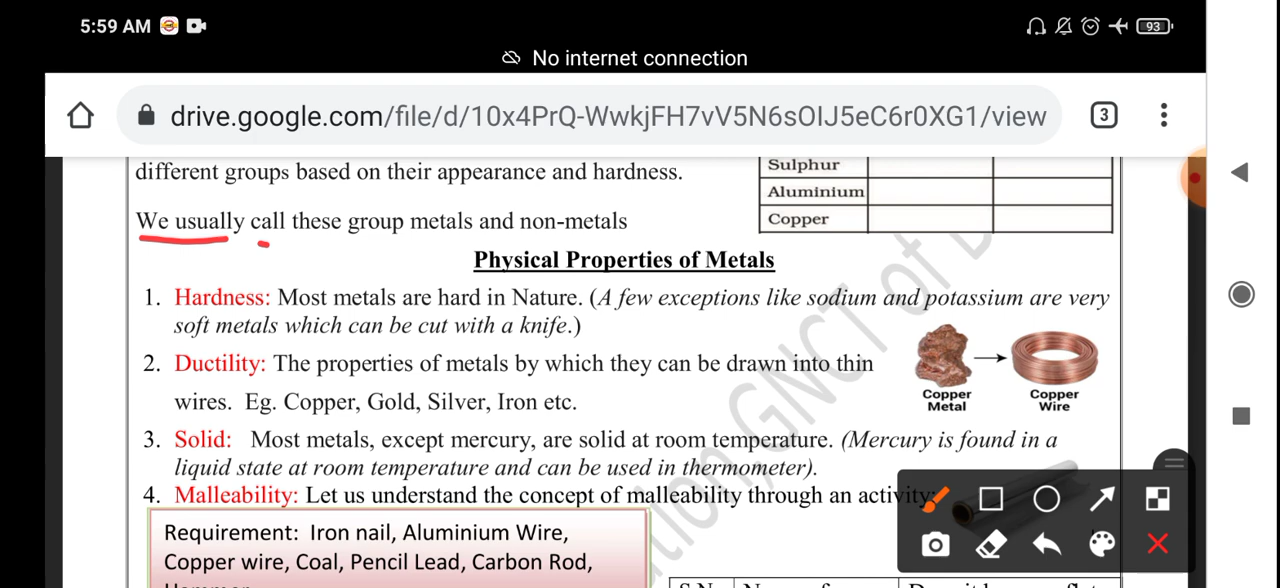 5:59 AM
93
No internet connection
drive.google.com/file/d/10x4PrQ-WwkjFH7vV5N6sOIJ5eC6r0XG1/view
3
different groups based on their appearance and hardness.
Sulphur
Aluminium
We usually call these group metals and non-metals
Copper
Physical Properties of Metals
1. Hardness: Most metals are hard in Nature. (A few exceptions like sodium and potassium are very
soft metals which can be cut with a knife.)
2. Ductility: The properties of metals by which they can be drawn into thin
wires. Eg. Copper, Gold, Silver, Iron etc.
Copper Metal
Copper Wire
3. Solid: Most metals, except mercury, are solid at room temperature. (Mercury is found in a
liquid state at room temperature and can be used in thermometer).
4. Malleability: Let us understand the concept of malleability through an activity:
Requirement: Iron nail, Aluminium Wire,
Copper wire, Coal, Pencil Lead, Carbon Rod,
GNCT of